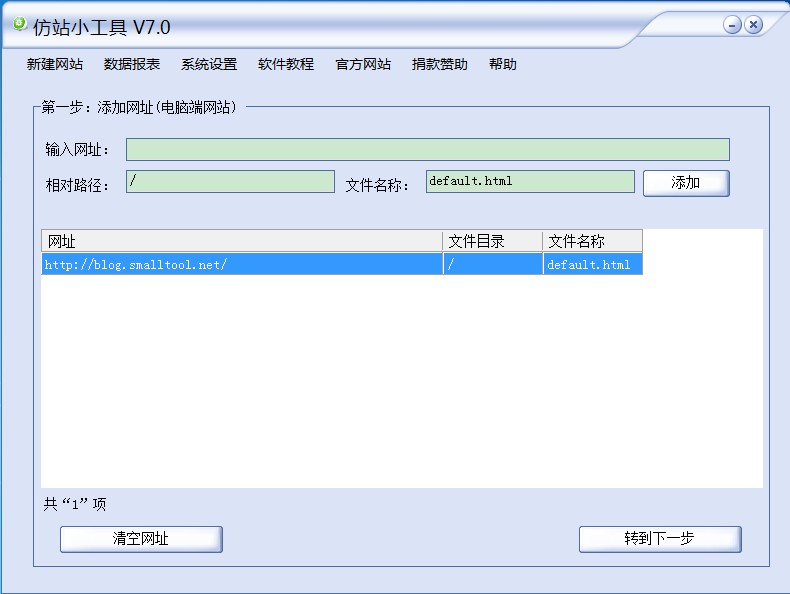 仿站小工具 V7.0
新建网站 数据报表 系统设置 软件教程 官方网站 捐款赞助 帮助
第一步：添加网址(电脑端网站)
输入网址：
相对路径： / 文件名称： default.html 添加
网址 文件目录 文件名称
http://blog.smalltool.net/ / default.html
共“1”项
清空网址 转到下一步